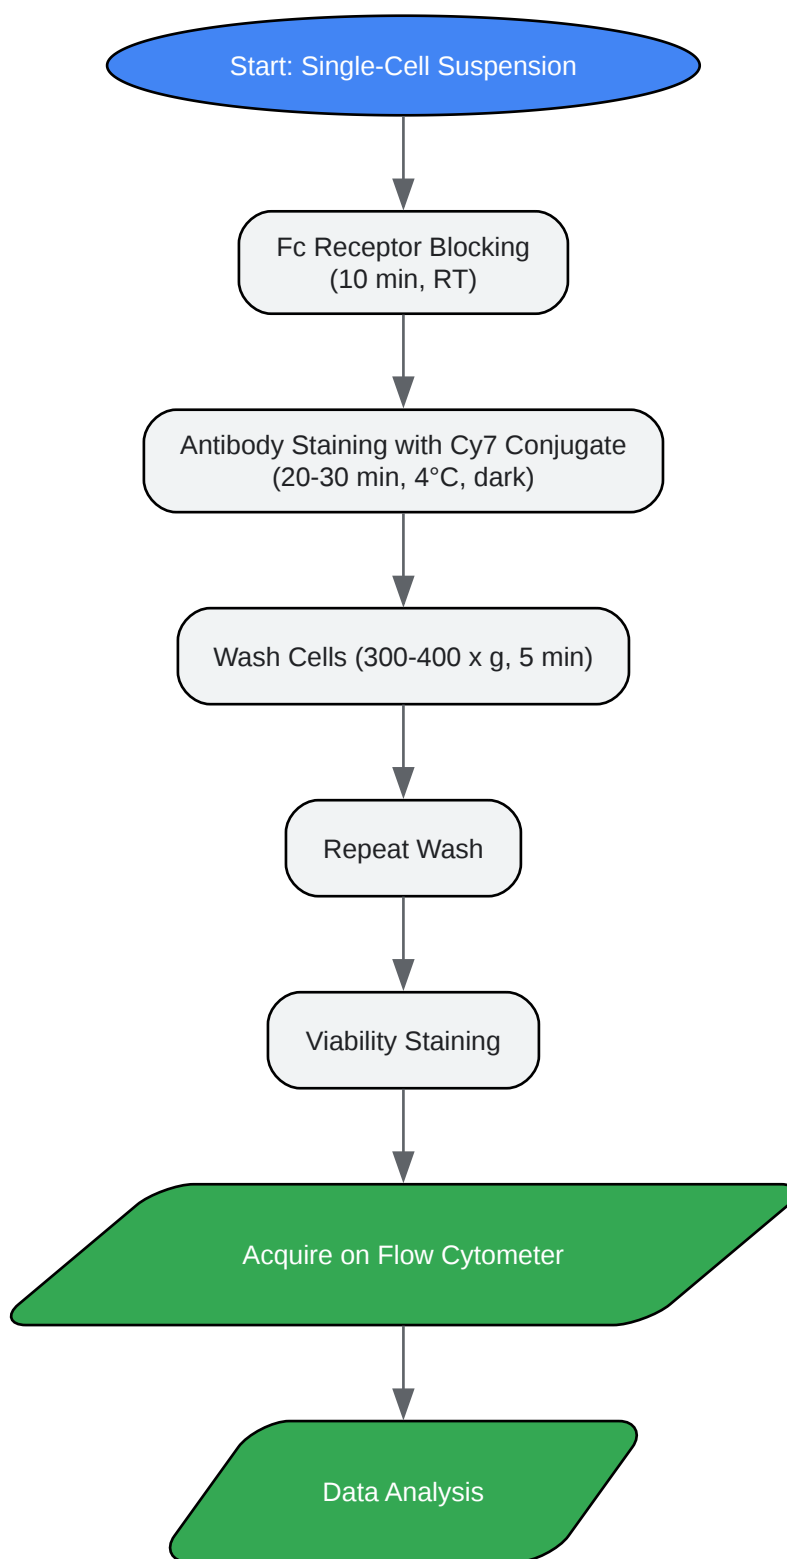 Start: Single-Cell Suspension
Fc Receptor Blocking
(10 min, RT)
Antibody Staining with Cy7 Conjugate
(20-30 min, 4°C, dark)
Wash Cells (300-400 x g, 5 min)
Repeat Wash
Viability Staining
Acquire on Flow Cytometer
Data Analysis